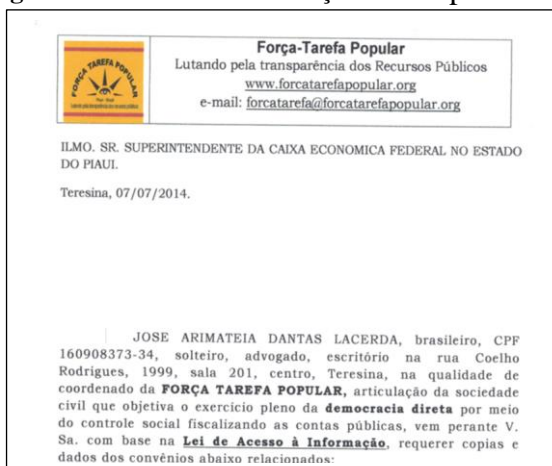 Força-Tarefa Popular
Lutando pela transparência dos Recursos Públicos
www.forcatarefapopular.org
e-mail: forcatarefa@forcatarefapopular.org
FORÇA TAREFA POPULAR
ILMO. SR. SUPERINTENDENTE DA CAIXA ECONOMICA FEDERAL NO ESTADO
DO PIAUI.
Teresina, 07/07/2014.
JOSE ARIMATEIA DANTAS LACERDA, brasileiro, CPF
160908373-34, solteiro, advogado, escritório na rua Coelho
Rodrigues, 1999, sala 201, centro, Teresina, na qualidade de
coordenado da FORÇA TAREFA POPULAR, articulação da sociedade
civil que objetiva o exercício pleno da democracia direta por meio
do controle social fiscalizando as contas públicas, vem perante V.
Sa. com base na Lei de Acesso à Informação, requerer copias e
dados dos convênios abaixo relacionados: